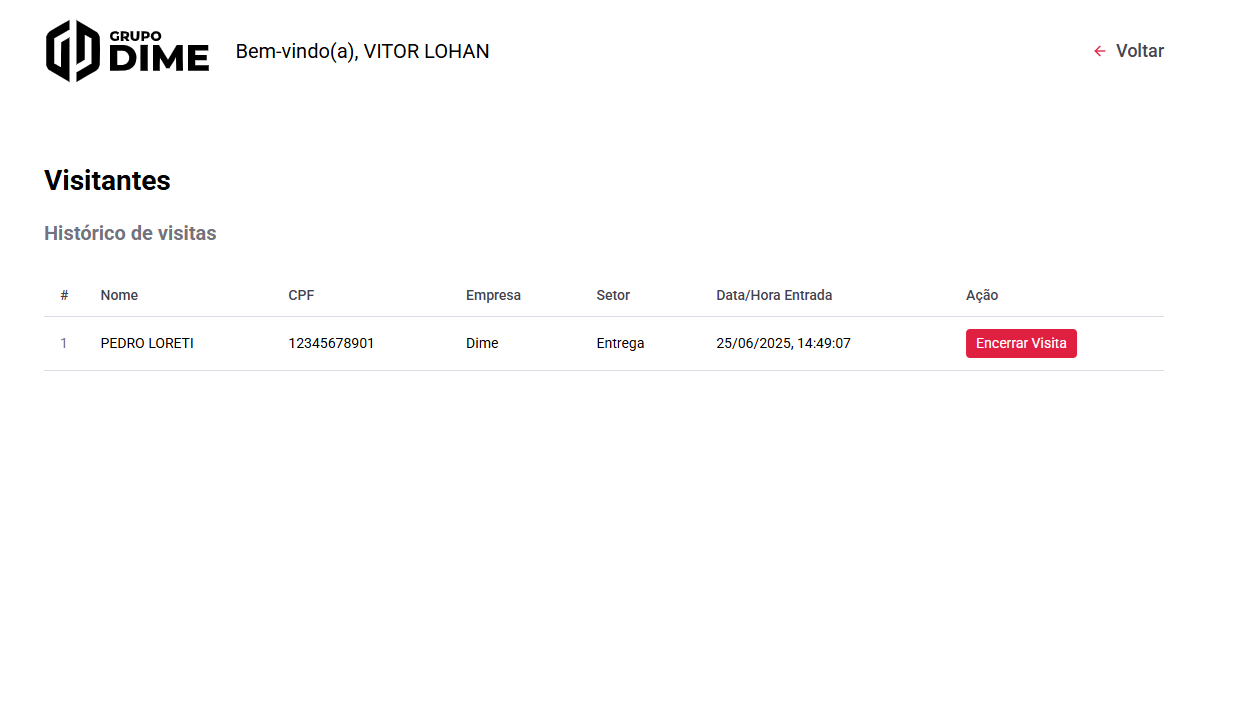 GRUPO
DIME
Bem-vindo(a), VITOR LOHAN
Voltar
Visitantes
Histórico de visitas
# Nome CPF Empresa Setor Data/Hora Entrada Ação
1 PEDRO LORETI 12345678901 Dime Entrega 25/06/2025, 14:49:07 Encerrar Visita